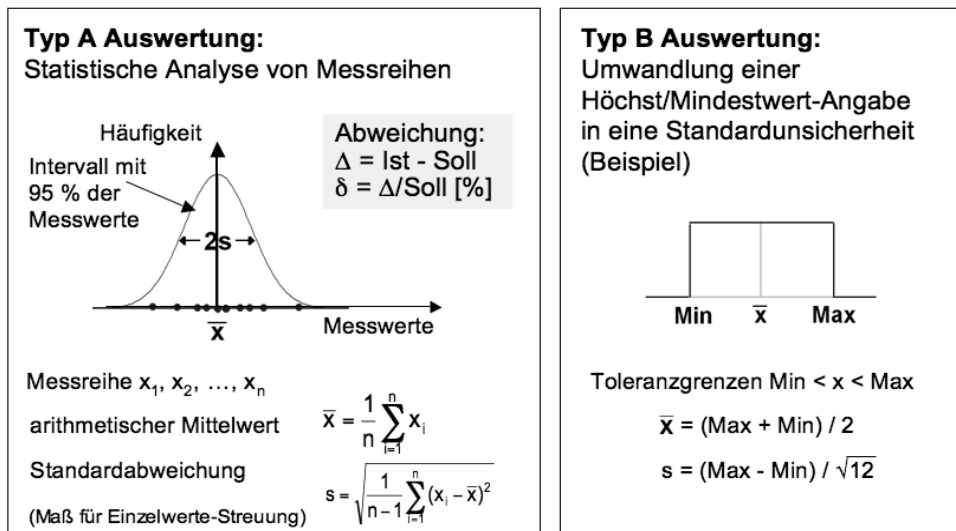 Typ A Auswertung:
Statistische Analyse von Messreihen
Häufigkeit
Intervall mit
95 % der
Messwerte
Abweichung:
Δ = Ist - Soll
δ = Δ/Soll [%]
2s
x̅
Messwerte
Messreihe x₁, x₂, …, xₙ
arithmetischer Mittelwert
x̅ = 1/n ∑ᵢ₌₁ⁿ xᵢ
Standardabweichung
(Maß für Einzelwerte-Streuung)
s = √(1/(n−1) ∑ᵢ₌₁ⁿ (xᵢ − x̅)²)
Typ B Auswertung:
Umwandlung einer
Höchst/Mindestwert-Angabe
in eine Standardunsicherheit
(Beispiel)
Min x̅ Max
Toleranzgrenzen Min < x < Max
x̅ = (Max + Min) / 2
s = (Max - Min) / √12